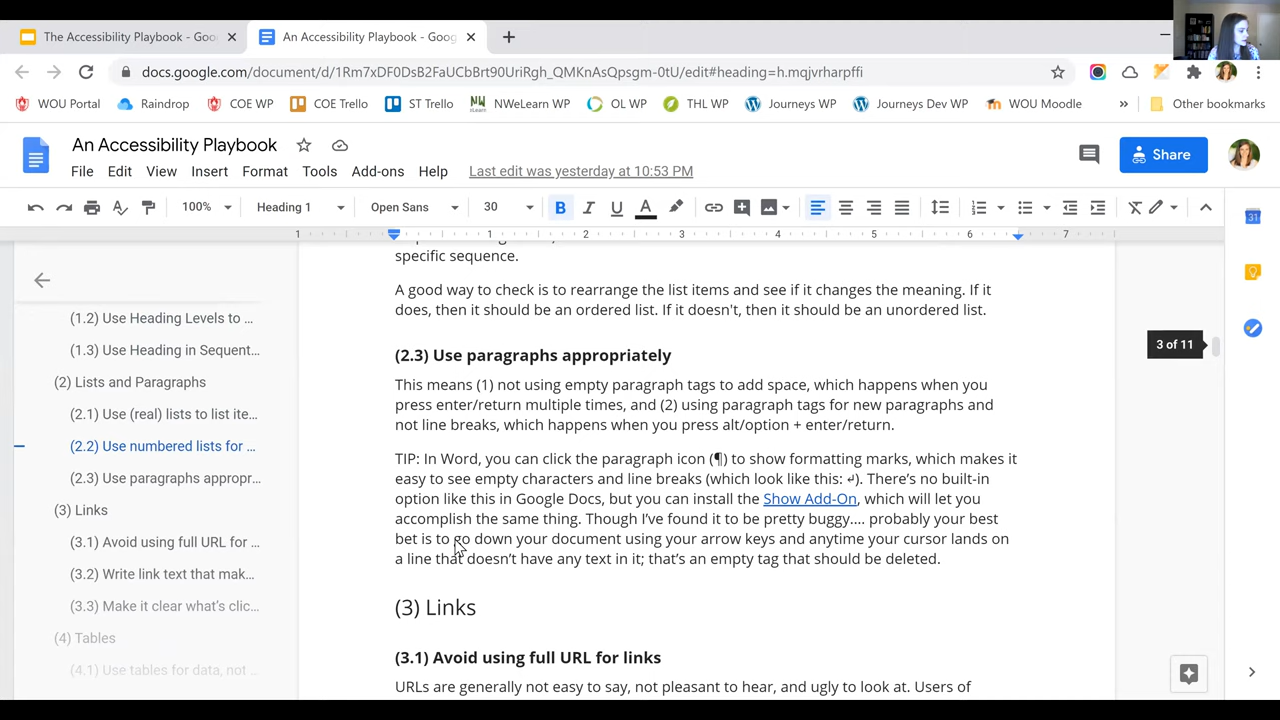 The Accessibility Playbook - Goo
An Accessibility Playbook - Goog
WOU Portal
Raindrop
COE WP
COE Trello
ST Trello
NWeLearn WP
OL WP
THL WP
Journeys WP
Journeys Dev WP
WOU Moodle
Other bookmarks
An Accessibility Playbook
File Edit View Insert Format Tools Add-ons Help
Last edit was yesterday at 10:53 PM
Share
100% Heading 1 Open Sans 30 B I U A
1 1 2 3 4 5 6 7
31
specific sequence.
A good way to check is to rearrange the list items and see if it changes the meaning. If it
does, then it should be an ordered list. If it doesn't, then it should be an unordered list.
(2.3) Use paragraphs appropriately
This means (1) not using empty paragraph tags to add space, which happens when you
press enter/return multiple times, and (2) using paragraph tags for new paragraphs and
not line breaks, which happens when you press alt/option + enter/return.
TIP: In Word, you can click the paragraph icon (¶) to show formatting marks, which makes it
easy to see empty characters and line breaks (which look like this: ↵). There's no built-in
option like this in Google Docs, but you can install the Show Add-On, which will let you
accomplish the same thing. Though I've found it to be pretty buggy.... probably your best
bet is to go down your document using your arrow keys and anytime your cursor lands on
a line that doesn't have any text in it; that's an empty tag that should be deleted.
(3) Links
(3.1) Avoid using full URL for links
URLs are generally not easy to say, not pleasant to hear, and ugly to look at. Users of
(1.2) Use Heading Levels to ...
(1.3) Use Heading in Sequent...
(2) Lists and Paragraphs
(2.1) Use (real) lists to list ite...
(2.2) Use numbered lists for ...
(2.3) Use paragraphs appropr...
(3) Links
(3.1) Avoid using full URL for ...
(3.2) Write link text that mak...
(3.3) Make it clear what's clic...
(4) Tables
(4.1) Use tables for data, not ...
3 of 11